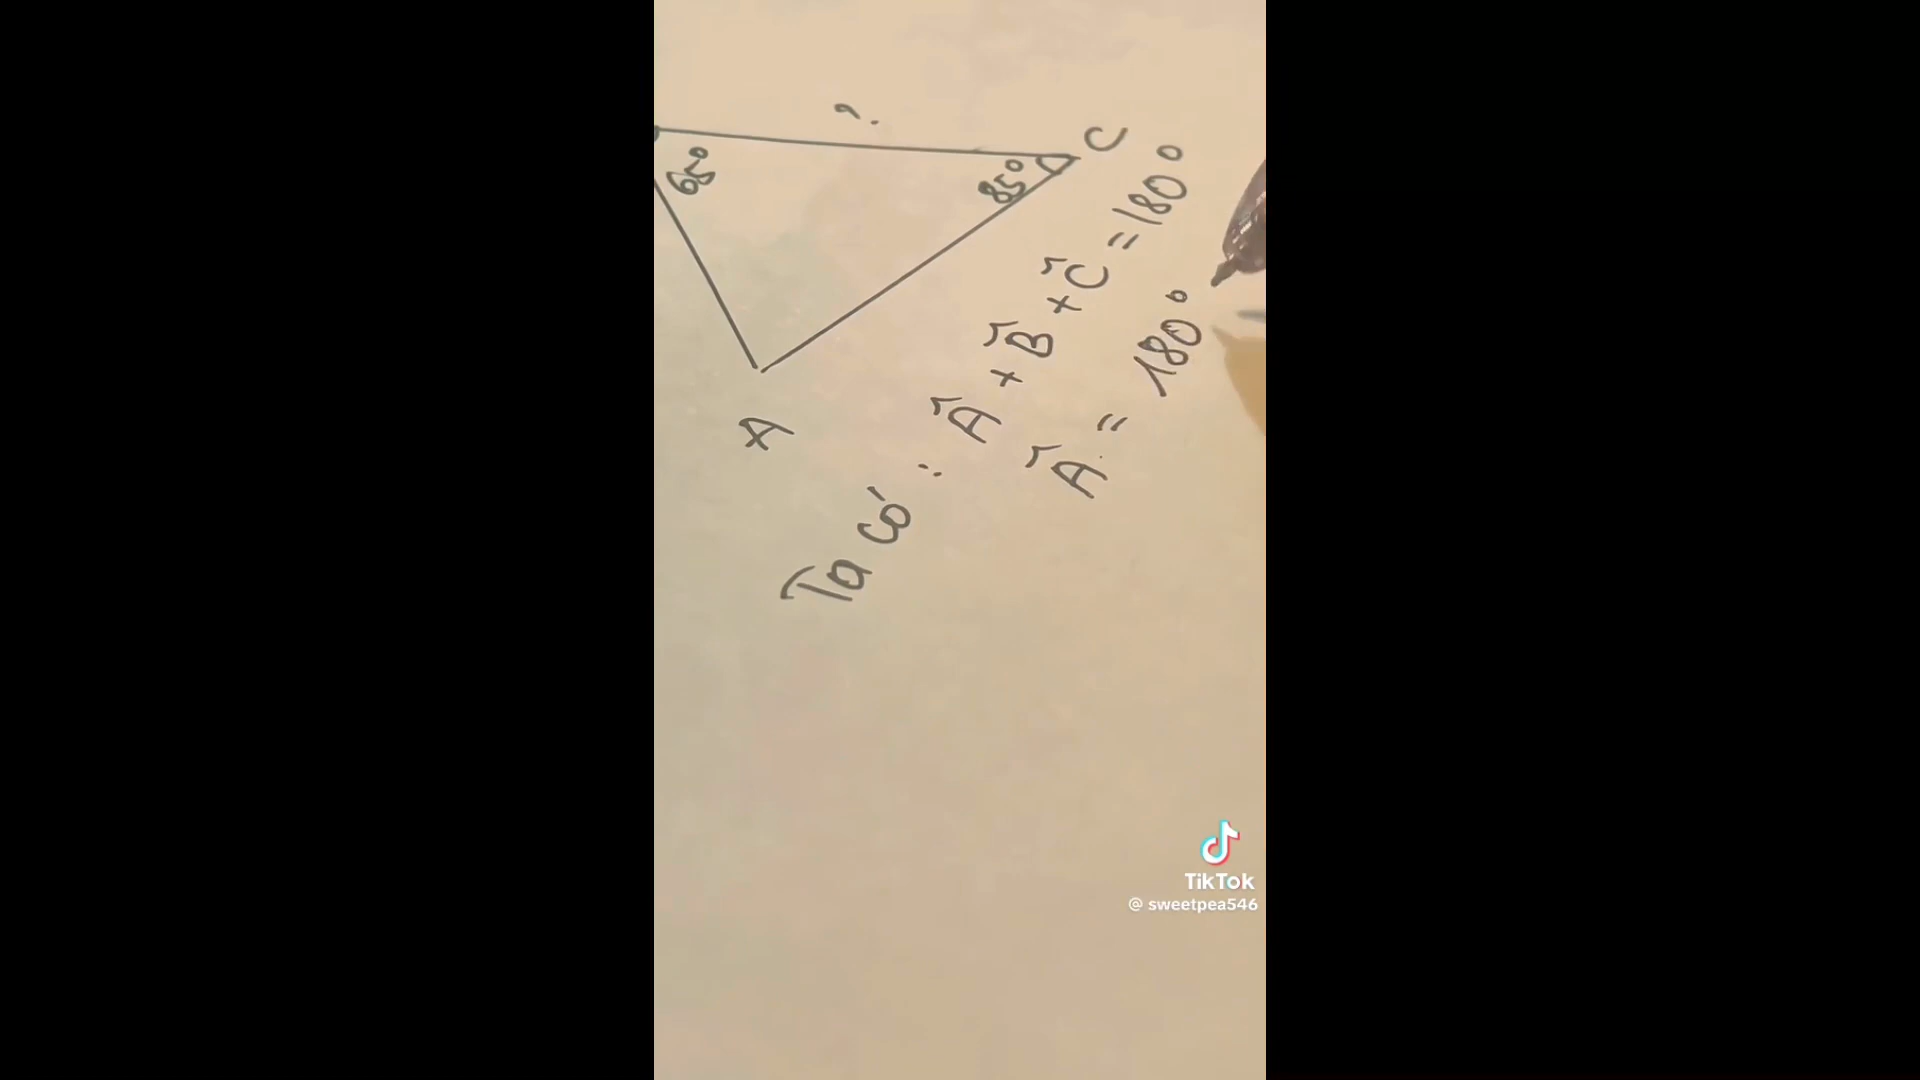 ?
C
65°
85°
A
Ta có: Â + B̂ + Ĉ = 180°
Â = 180°
TikTok
@ sweetpea546